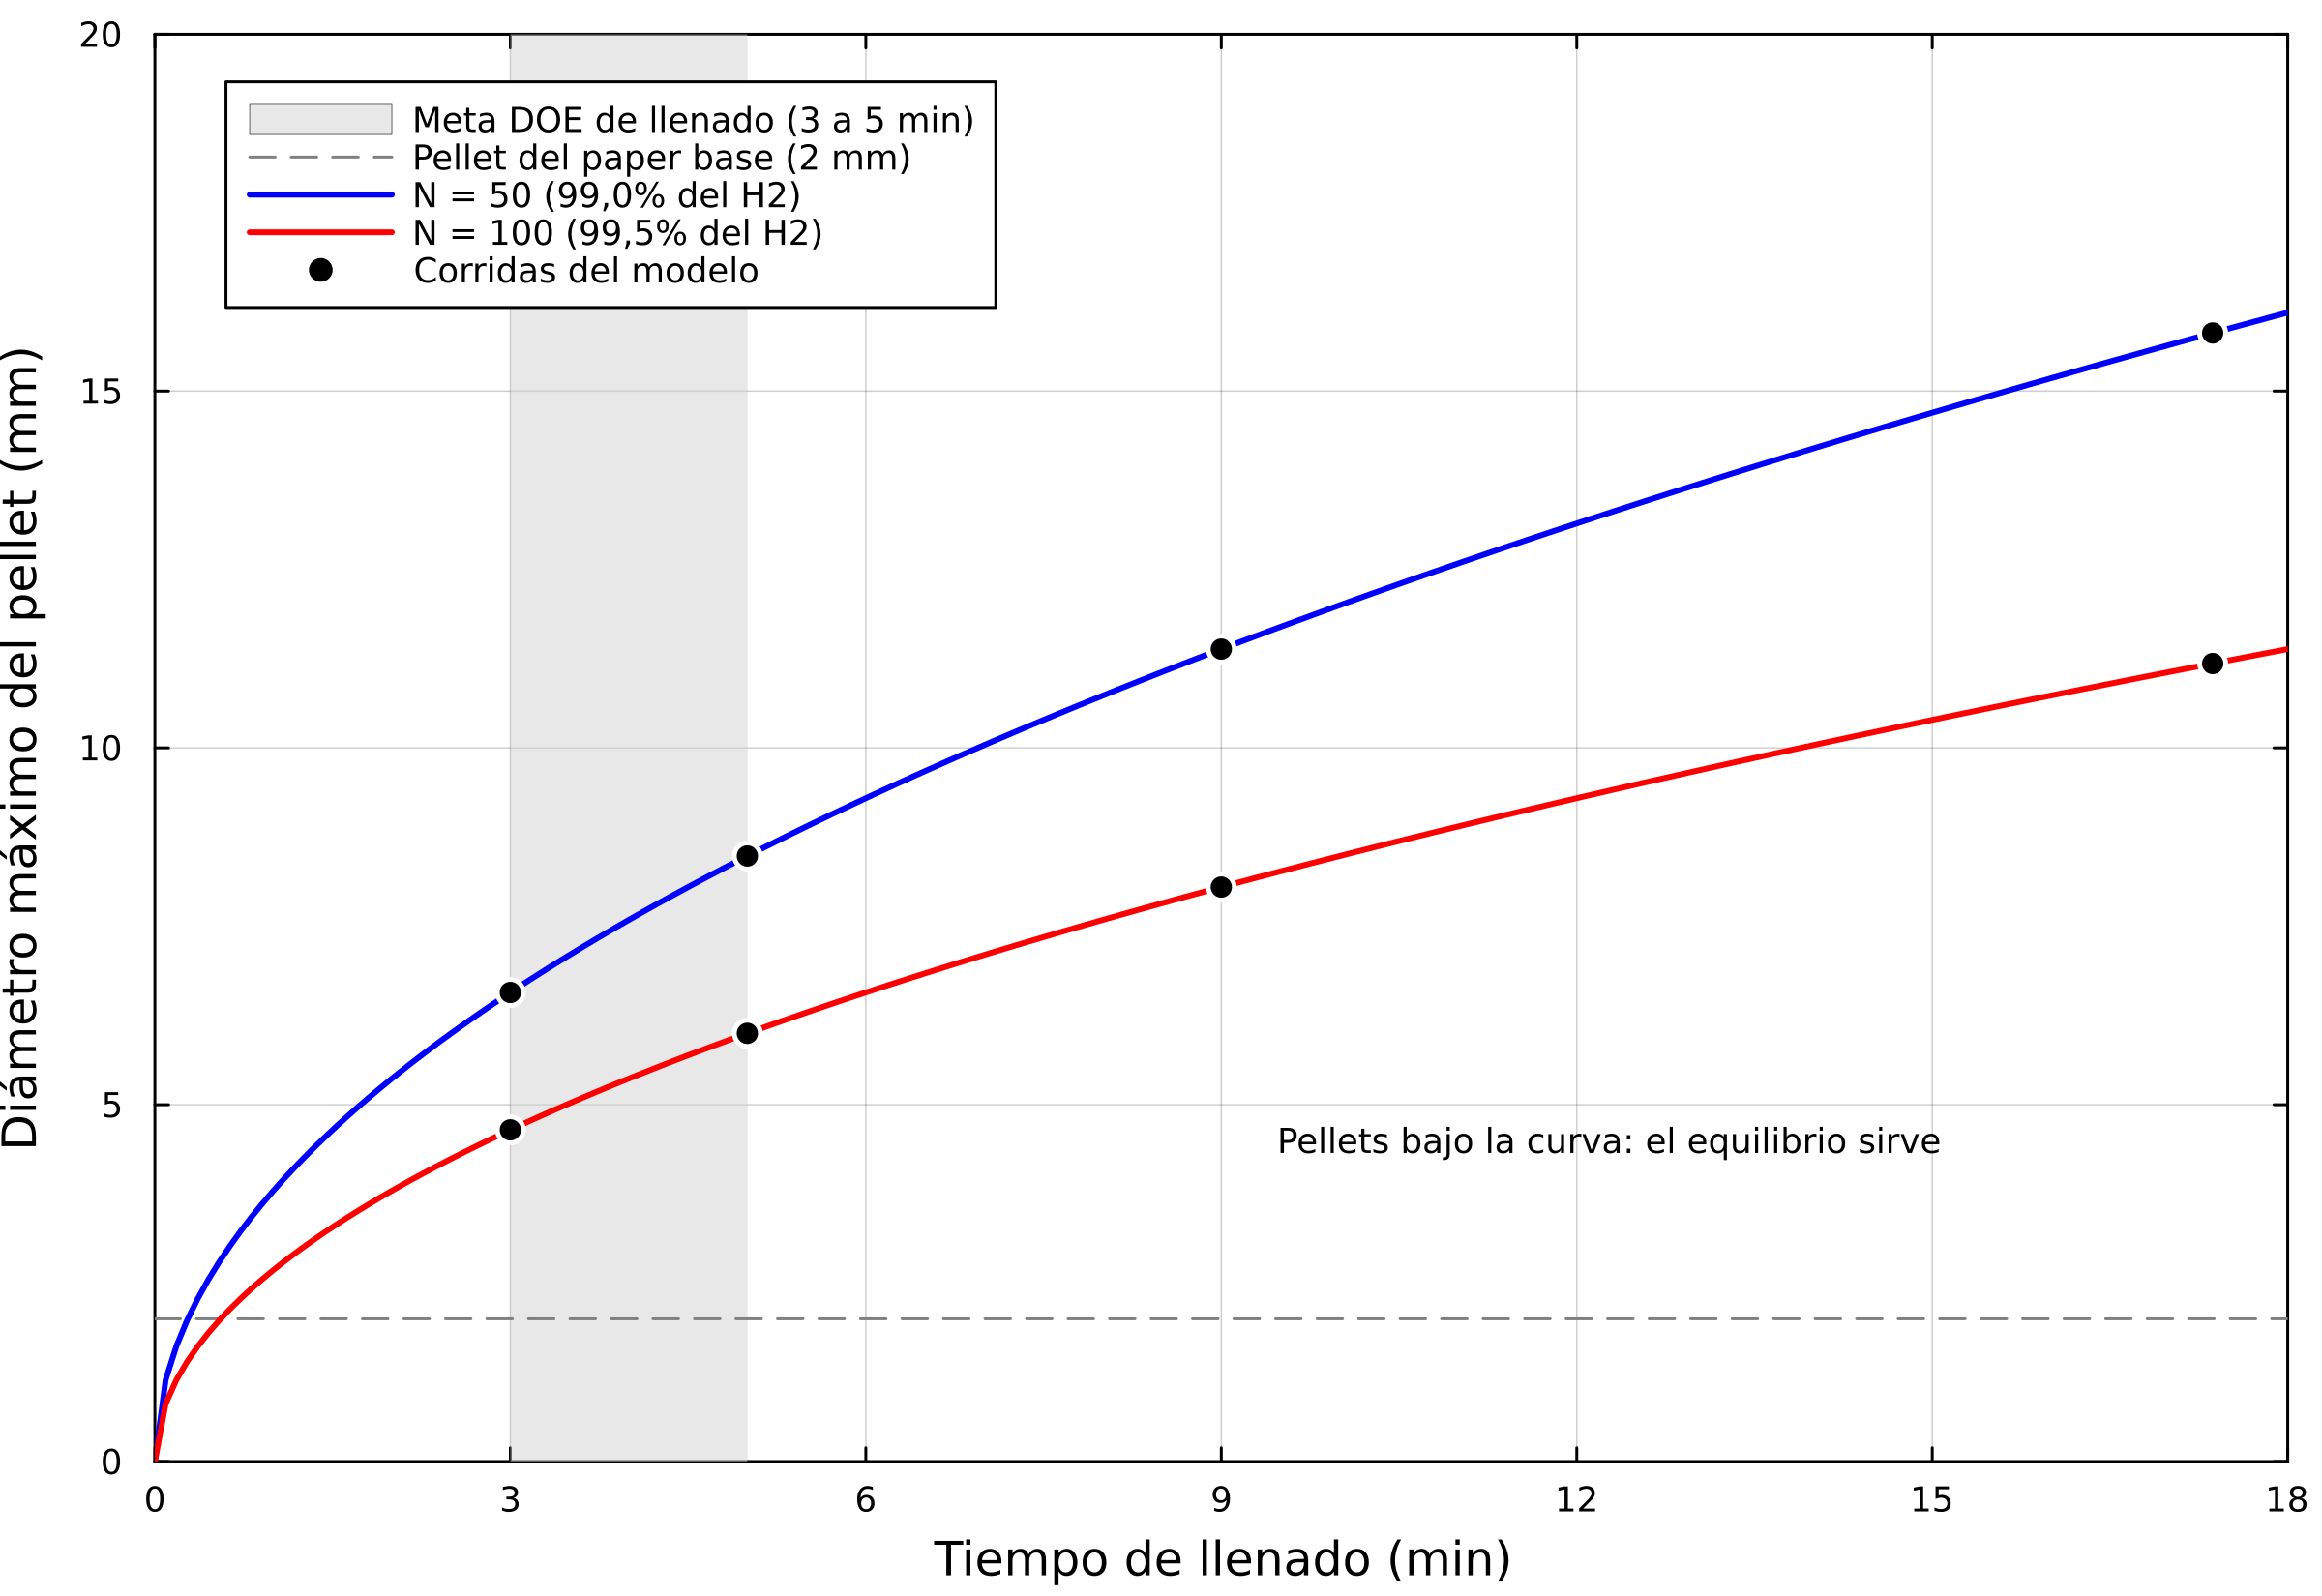 20
Meta DOE de llenado (3 a 5 min)
Pellet del paper base (2 mm)
N = 50 (99,0% del H2)
N = 100 (99,5% del H2)
Corridas del modelo
15
10
5
0
Diámetro máximo del pellet (mm)
Pellets bajo la curva: el equilibrio sirve
0 3 6 9 12 15 18
Tiempo de llenado (min)